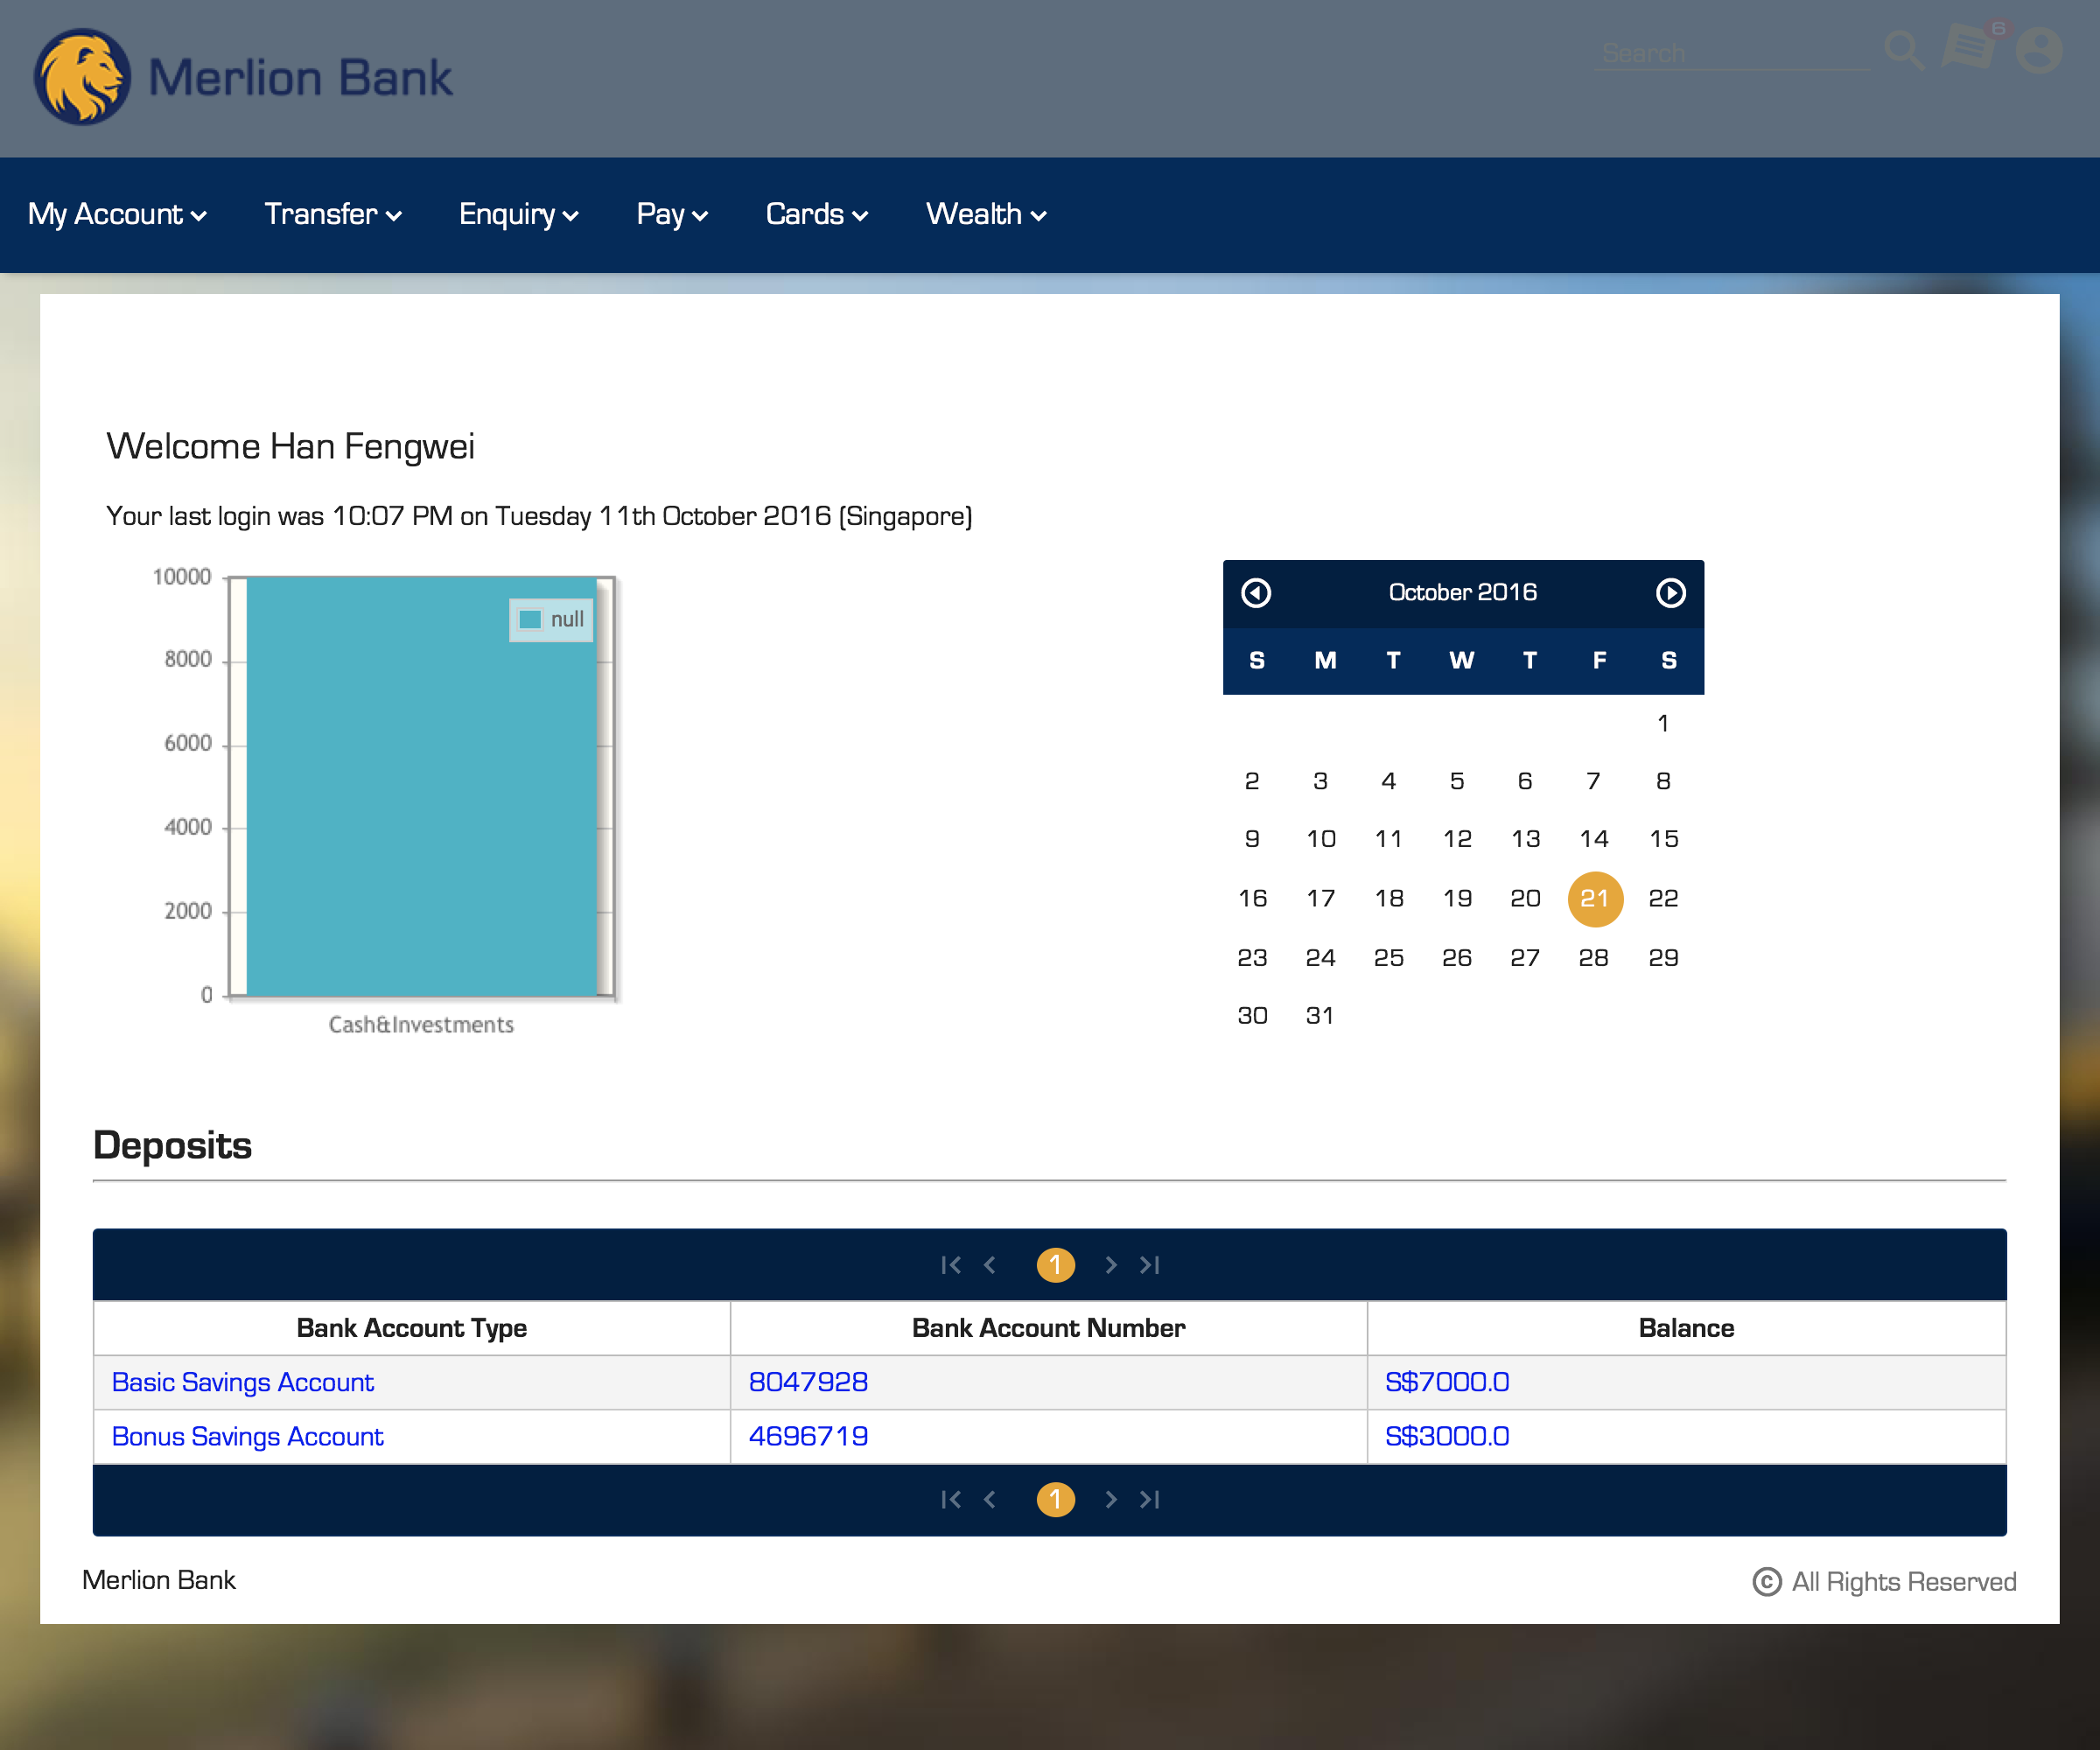 Merlion Bank
Search
6
My Account Transfer Enquiry Pay Cards Wealth
Welcome Han Fengwei
Your last login was 10:07 PM on Tuesday 11th October 2016 (Singapore)
10000
8000
6000
4000
2000
0
null
Cash&Investments
October 2016
S M T W T F S
1
2 3 4 5 6 7 8
9 10 11 12 13 14 15
16 17 18 19 20 21 22
23 24 25 26 27 28 29
30 31
Deposits
1
Bank Account Type Bank Account Number Balance
Basic Savings Account 8047928 S$7000.0
Bonus Savings Account 4696719 S$3000.0
1
Merlion Bank
© All Rights Reserved